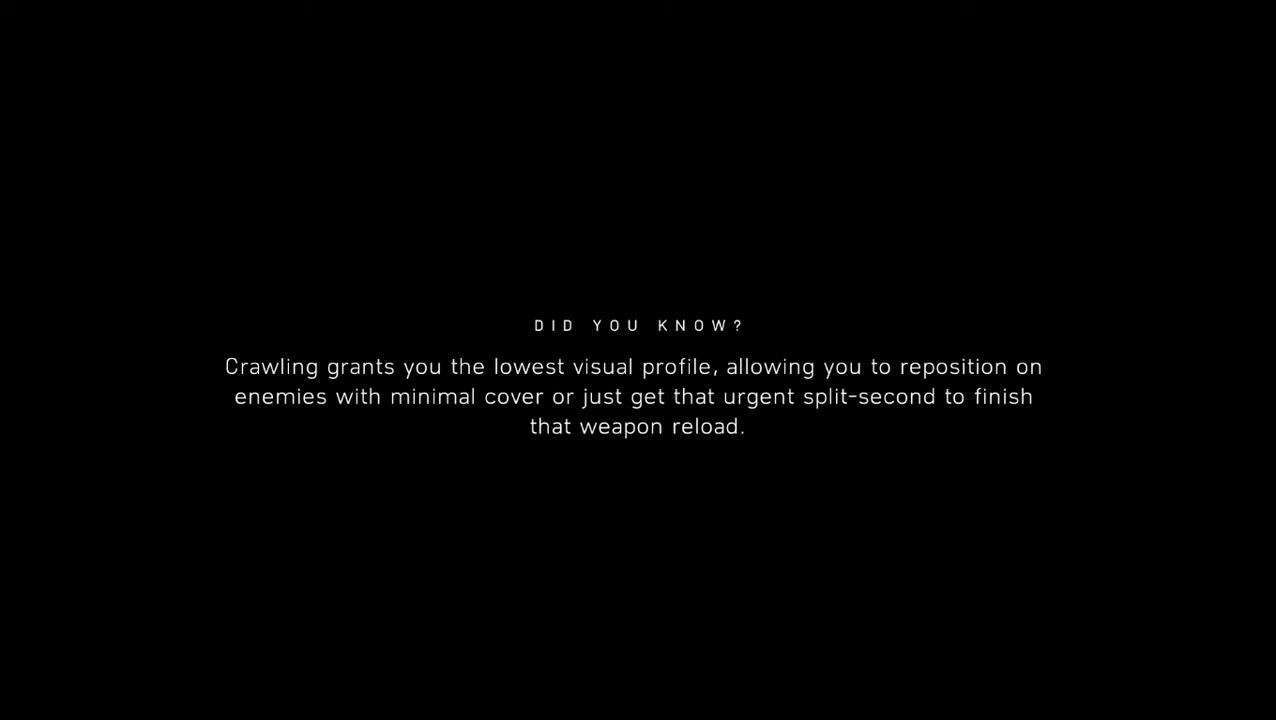 DID YOU KNOW?
Crawling grants you the lowest visual profile, allowing you to reposition on
enemies with minimal cover or just get that urgent split-second to finish
that weapon reload.